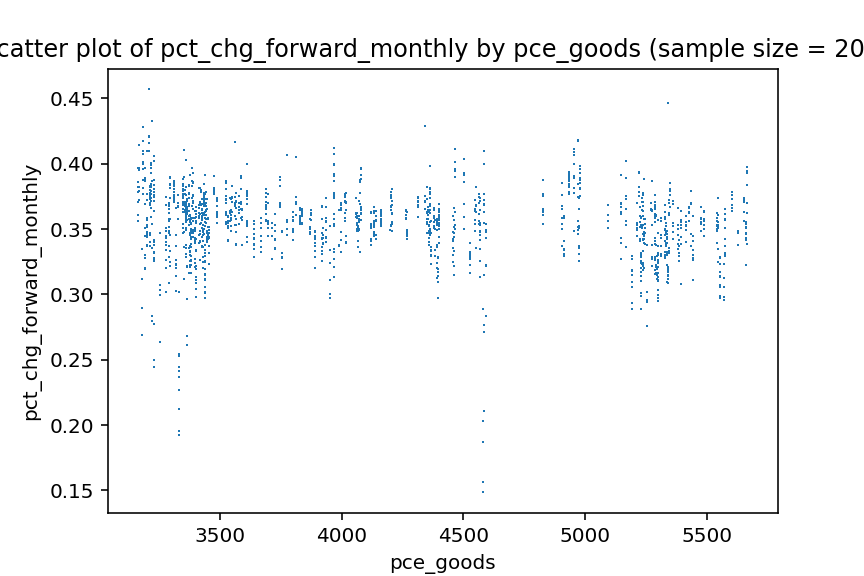 catter plot of pct_chg_forward_monthly by pce_goods (sample size = 20
0.45
0.40
0.35
0.30
0.25
0.20
0.15
pct_chg_forward_monthly
3500 4000 4500 5000 5500
pce_goods